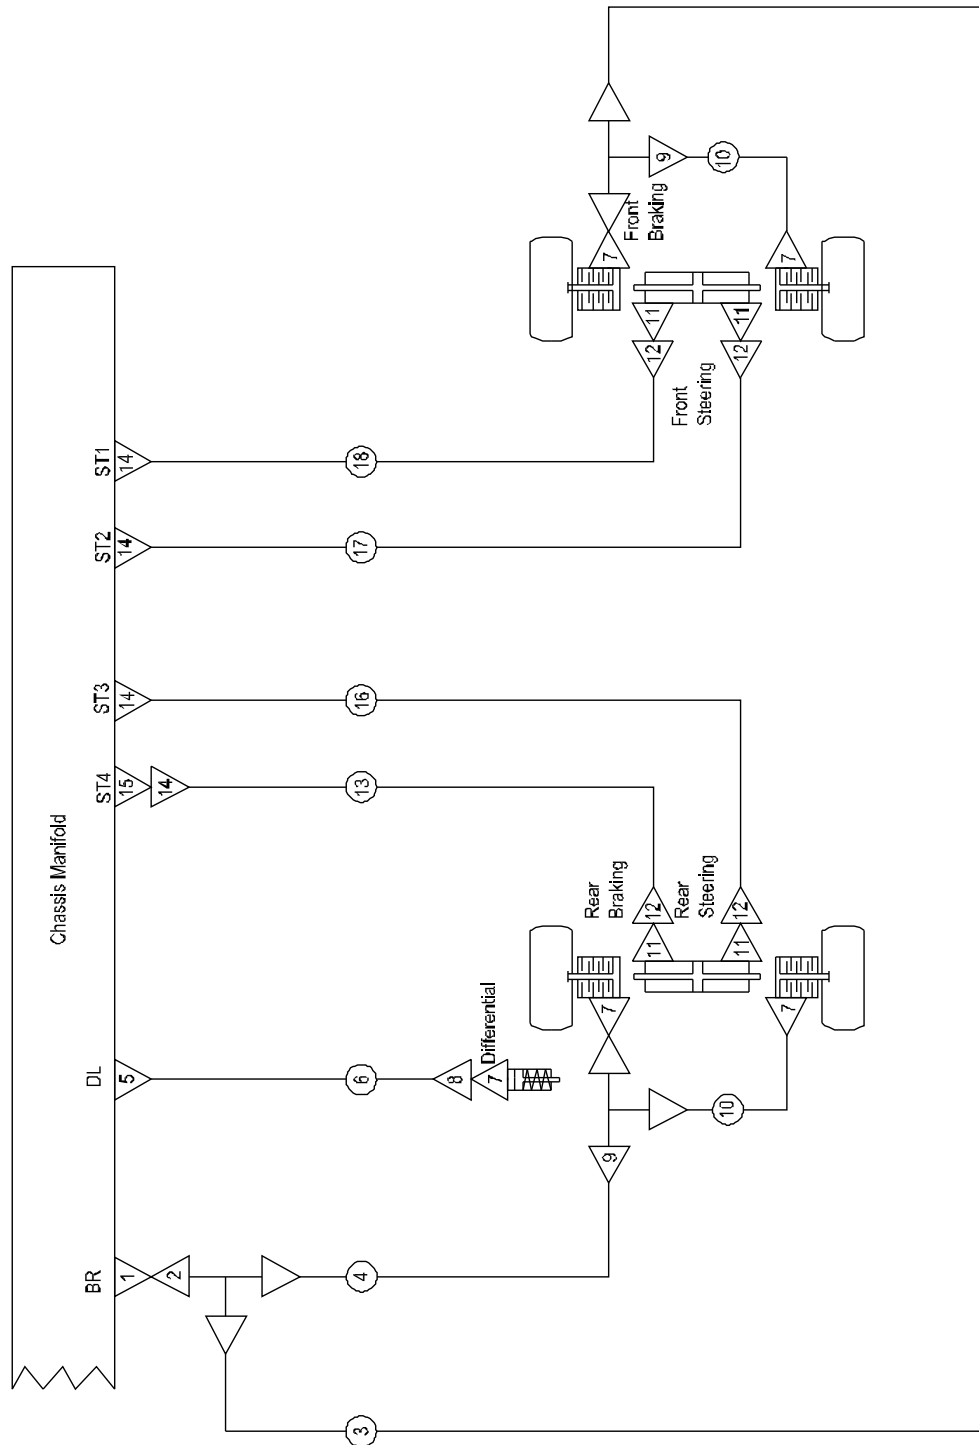 Chassis Manifold
BR
DL
ST4
ST3
ST2
ST1
1
5
15
14
14
14
14
2
3
4
6
13
16
17
18
8
7
Differential
9
10
7
7
11
11
12
12
Rear
Braking
Rear
Steering
Front
Steering
12
12
11
11
7
7
Front
Braking
9
10